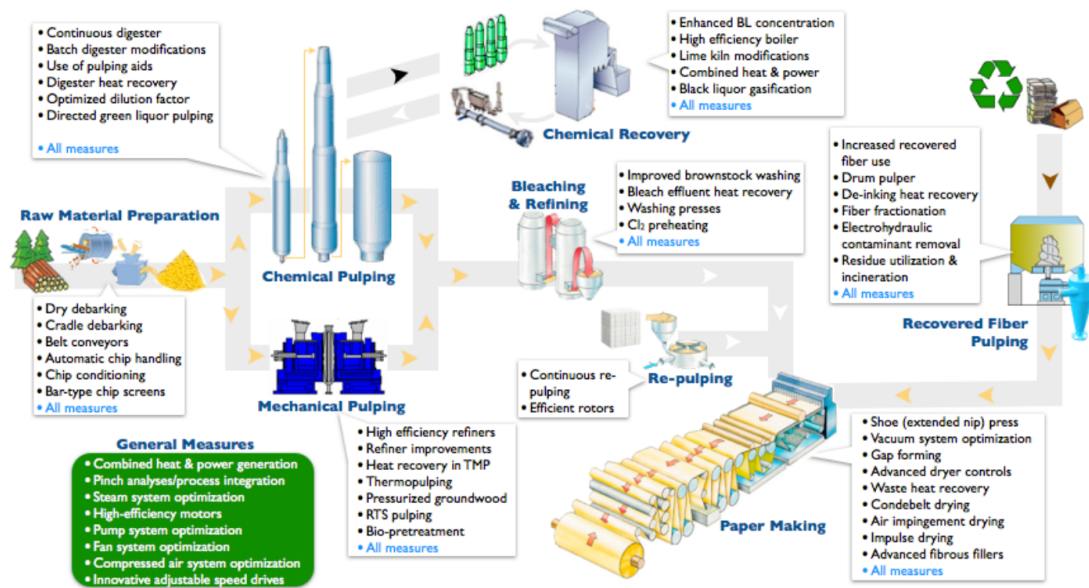 • Continuous digester
• Batch digester modifications
• Use of pulping aids
• Digester heat recovery
• Optimized dilution factor
• Directed green liquor pulping
• All measures
• Enhanced BL concentration
• High efficiency boiler
• Lime kiln modifications
• Combined heat & power
• Black liquor gasification
• All measures
Chemical Recovery
• Increased recovered
fiber use
• Drum pulper
• De-inking heat recovery
• Fiber fractionation
• Electrohydraulic
contaminant removal
• Residue utilization &
incineration
• All measures
Recovered Fiber
Pulping
Bleaching
& Refining
• Improved brownstock washing
• Bleach effluent heat recovery
• Washing presses
• Cl₂ preheating
• All measures
Raw Material Preparation
• Dry debarking
• Cradle debarking
• Belt conveyors
• Automatic chip handling
• Chip conditioning
• Bar-type chip screens
• All measures
Chemical Pulping
Mechanical Pulping
• High efficiency refiners
• Refiner improvements
• Heat recovery in TMP
• Thermopulping
• Pressurized groundwood
• RTS pulping
• Bio-pretreatment
• All measures
• Continuous re-
pulping
• Efficient rotors
Re-pulping
Paper Making
• Shoe (extended nip) press
• Vacuum system optimization
• Gap forming
• Advanced dryer controls
• Waste heat recovery
• Condebelt drying
• Air impingement drying
• Impulse drying
• Advanced fibrous fillers
• All measures
General Measures
• Combined heat & power generation
• Pinch analyses/process integration
• Steam system optimization
• High-efficiency motors
• Pump system optimization
• Fan system optimization
• Compressed air system optimization
• Innovative adjustable speed drives